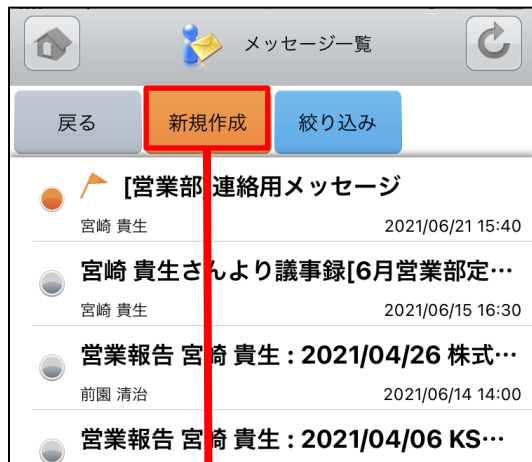 メッセージ一覧
戻る 新規作成 絞り込み
[営業部]連絡用メッセージ
宮崎 貴生 2021/06/21 15:40
宮崎 貴生さんより議事録[6月営業部定…
宮崎 貴生 2021/06/15 16:30
営業報告 宮崎 貴生 : 2021/04/26 株式…
前園 清治 2021/06/14 14:00
営業報告 宮崎 貴生 : 2021/04/06 KS…